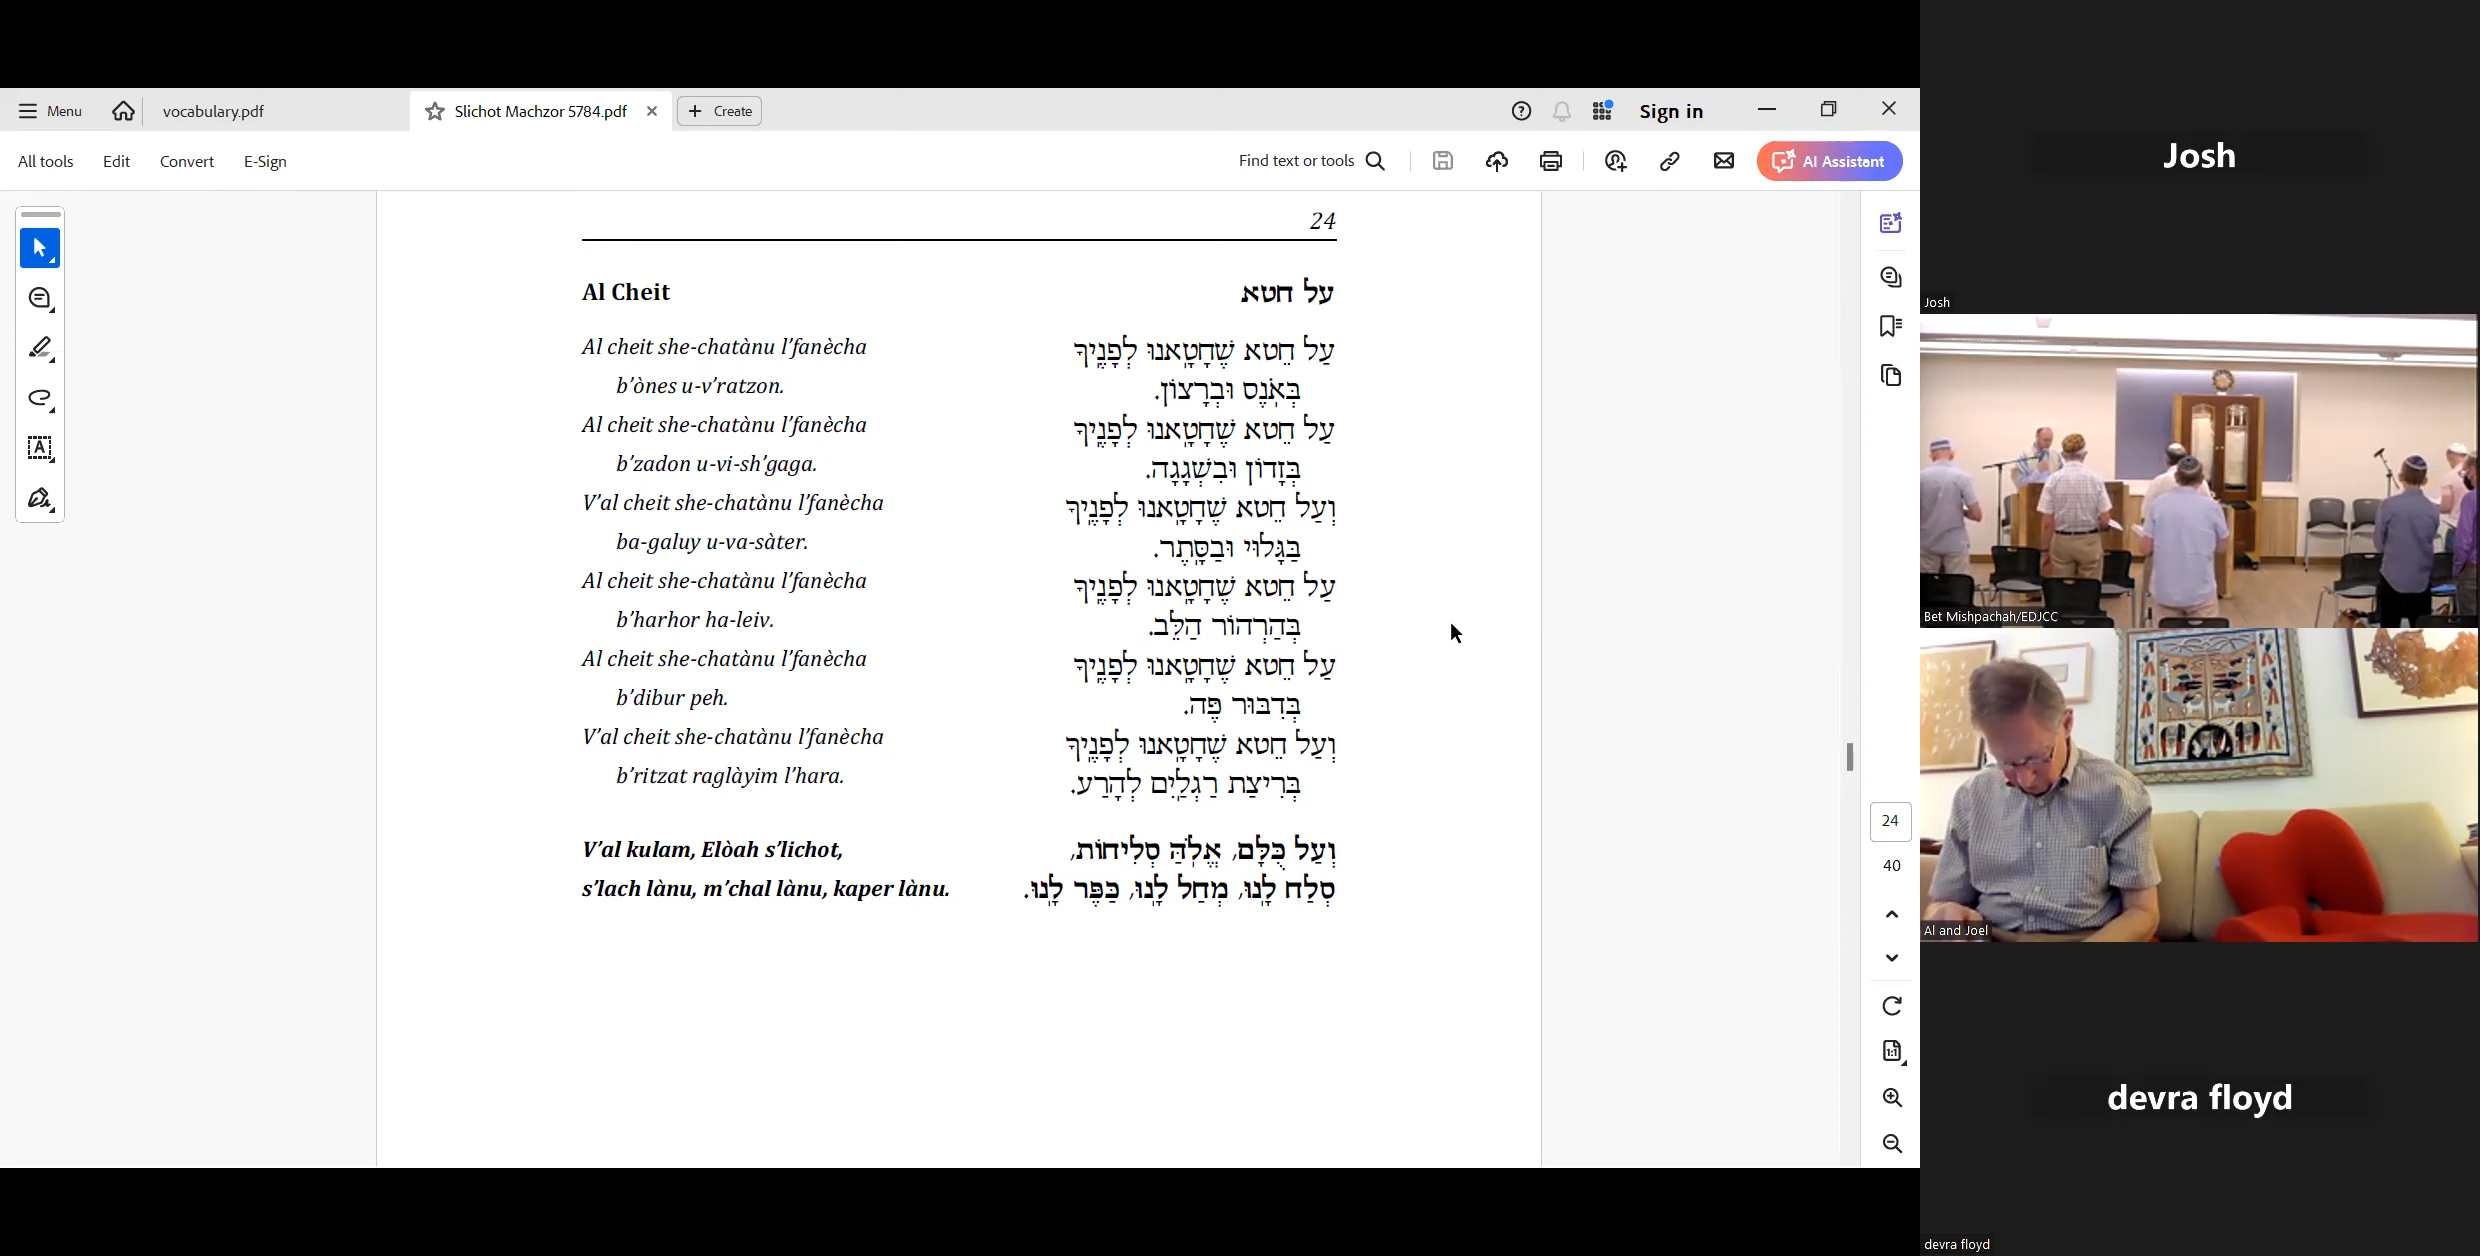 Menu
vocabulary.pdf
Slichot Machzor 5784.pdf
Create
Sign in
All tools
Edit
Convert
E-Sign
Find text or tools
AI Assistant
24
Al Cheit
Al cheit she-chatànu l’fanècha
b’ònes u-v’ratzon.
Al cheit she-chatànu l’fanècha
b’zadon u-vi-sh’gaga.
V’al cheit she-chatànu l’fanècha
ba-galuy u-va-sàter.
Al cheit she-chatànu l’fanècha
b’harhor ha-leiv.
Al cheit she-chatànu l’fanècha
b’dibur peh.
V’al cheit she-chatànu l’fanècha
b’ritzat raglàyim l’hara.
V’al kulam, Elòah s’lichot,
s’lach lànu, m’chal lànu, kaper lànu.
על חטא
עַל חֵטְא שֶׁחָטָֽאנוּ לְפָנֶֽיךָ
בְּאֹֽנֶס וּבְרָצוֹן.
עַל חֵטְא שֶׁחָטָֽאנוּ לְפָנֶֽיךָ
בְּזָדוֹן וּבִשְׁגָגָה.
וְעַל חֵטְא שֶׁחָטָֽאנוּ לְפָנֶֽיךָ
בַּגָּלוּי וּבַסָּֽתֶר.
עַל חֵטְא שֶׁחָטָֽאנוּ לְפָנֶֽיךָ
בְּהַרְהוֹר הַלֵּב.
עַל חֵטְא שֶׁחָטָֽאנוּ לְפָנֶֽיךָ
בְּדִבּוּר פֶּה.
וְעַל חֵטְא שֶׁחָטָֽאנוּ לְפָנֶֽיךָ
בְּרִיצַת רַגְלַֽיִם לְהָרַע.
וְעַל כֻּלָּם, אֱלֽוֹהַּ סְלִיחוֹת,
סְלַח לָֽנוּ, מְחַל לָֽנוּ, כַּפֶּר לָֽנוּ.
24
40
Josh
Josh
Bet Mishpachah/EDJCC
Al and Joel
devra floyd
devra floyd